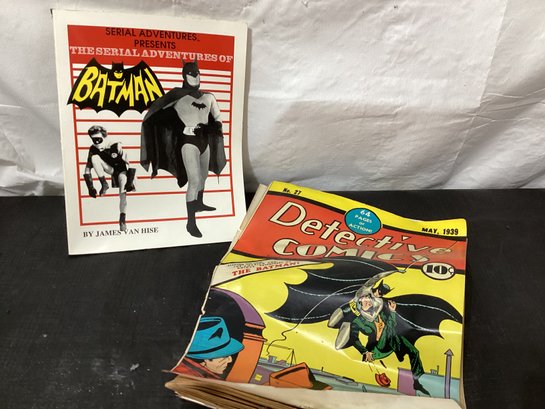 SERIAL ADVENTURES
PRESENTS
THE SERIAL ADVENTURES OF
BATMAN
BY JAMES VAN HISE
No. 27
64
PAGES
OF
ACTION!
Detective
COMICS
MAY, 1939
10¢
THE BATMAN!